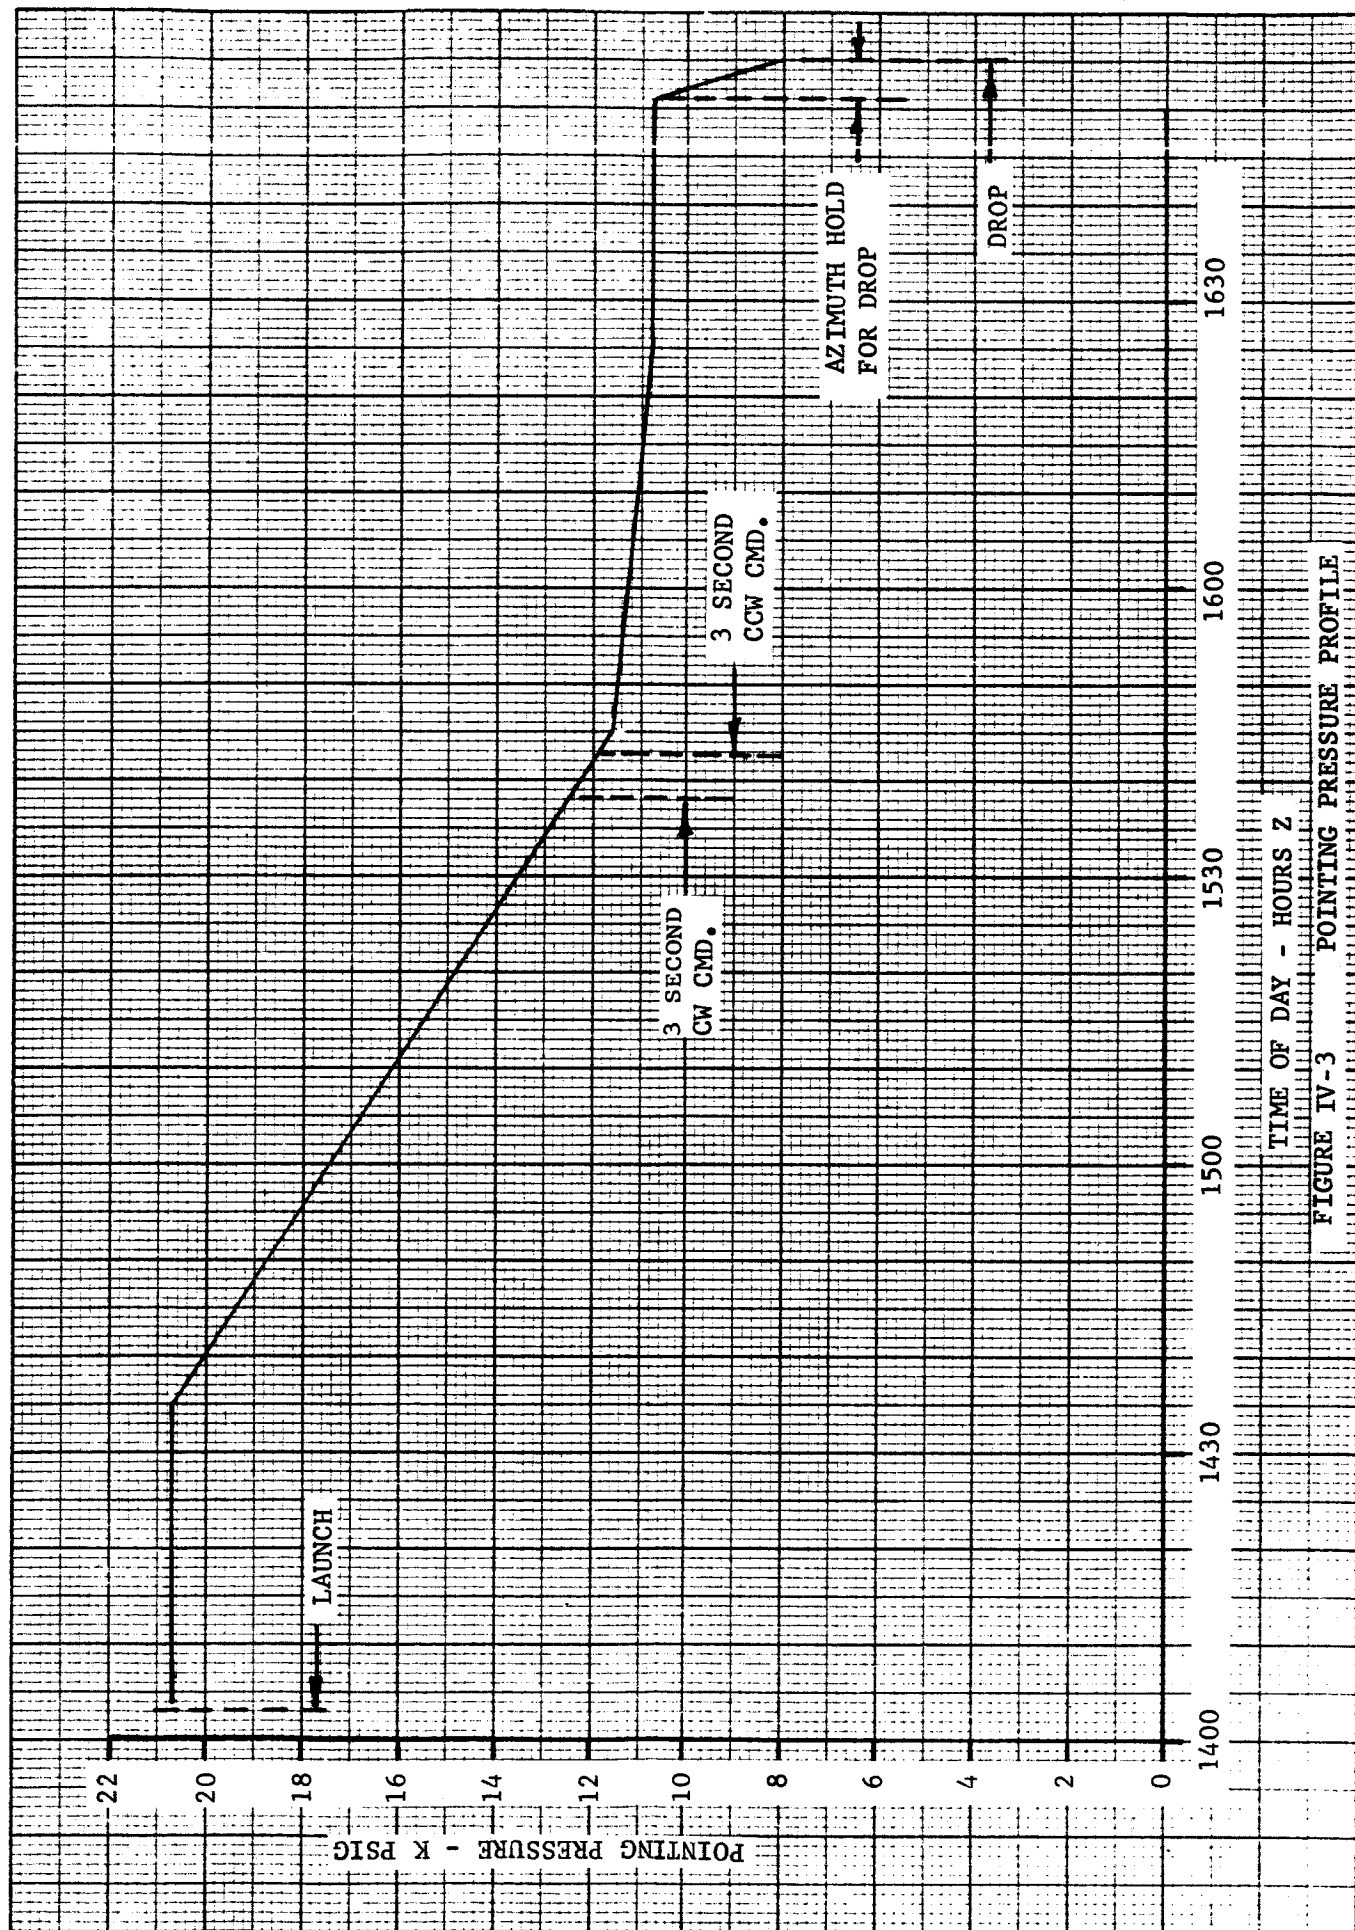 POINTING PRESSURE - K PSIG
22
20
18
16
14
12
10
8
6
4
2
0
LAUNCH
3 SECOND
CW CMD.
3 SECOND
CCW CMD.
AZIMUTH HOLD
FOR DROP
DROP
1400
1430
1500
1530
1600
1630
TIME OF DAY - HOURS Z
FIGURE IV-3 POINTING PRESSURE PROFILE